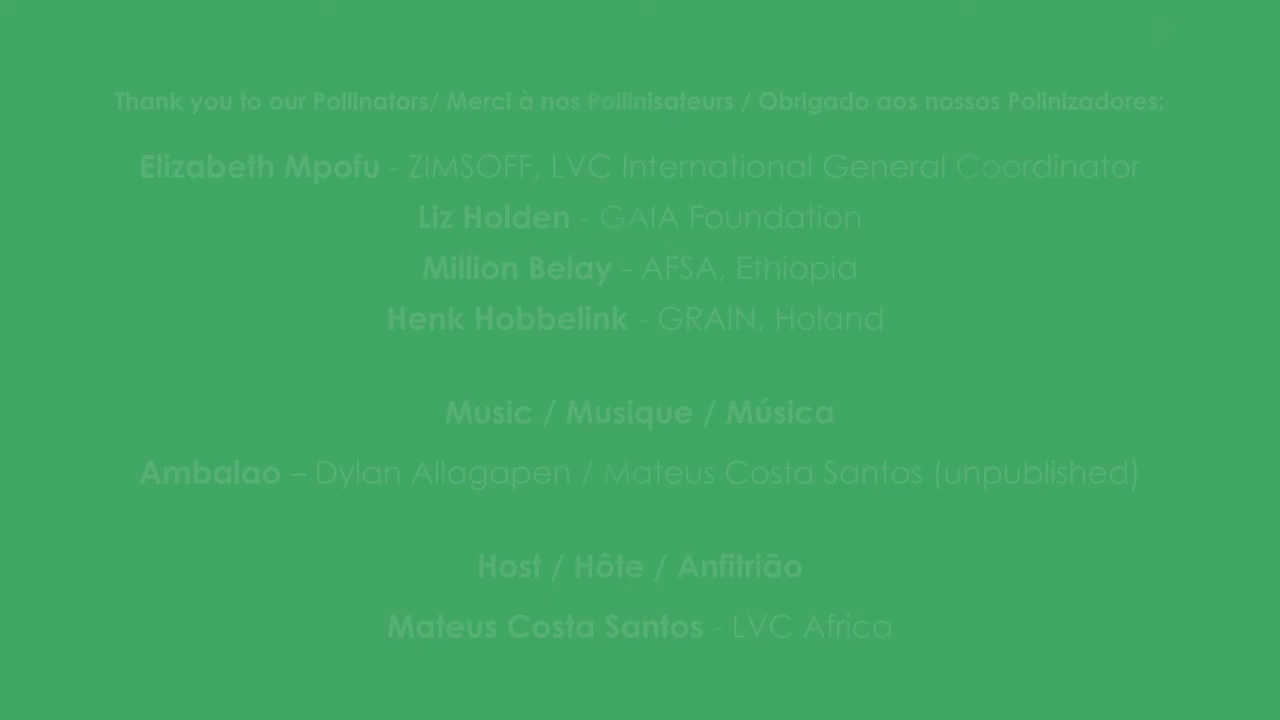 Thank you to our Pollinators/ Merci à nos Pollinisateurs / Obrigado aos nossos Polinizadores:
Elizabeth Mpofu - ZIMSOFF, LVC International General Coordinator
Liz Holden - GAIA Foundation
Million Belay - AFSA, Ethiopia
Henk Hobbelink - GRAIN, Holand
Music / Musique / Música
Ambalao – Dylan Allagapen / Mateus Costa Santos (unpublished)
Host / Hôte / Anfitrião
Mateus Costa Santos - LVC Africa